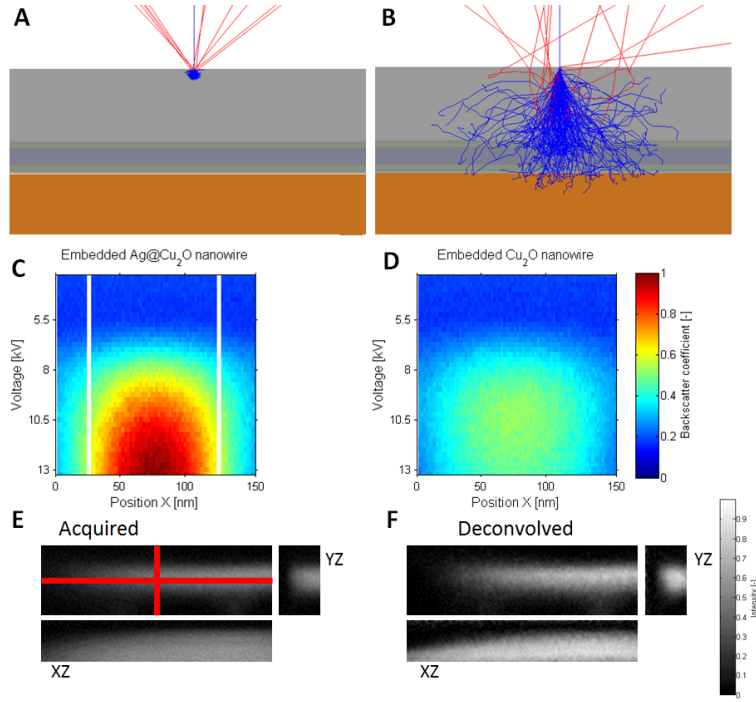 A
B
C
Embedded Ag@Cu₂O nanowire
Voltage [kV]
5.5
8
10.5
13
0
50
100
150
Position X [nm]
D
Embedded Cu₂O nanowire
Voltage [kV]
5.5
8
10.5
13
0
50
100
150
Position X [nm]
1
0.8
0.6
0.4
0.2
0
Backscatter coefficient [-]
E
Acquired
YZ
XZ
F
Deconvolved
YZ
XZ
0.9
0.8
0.7
0.6
0.5
0.4
0.3
0.2
0.1
0
Intensity [-]